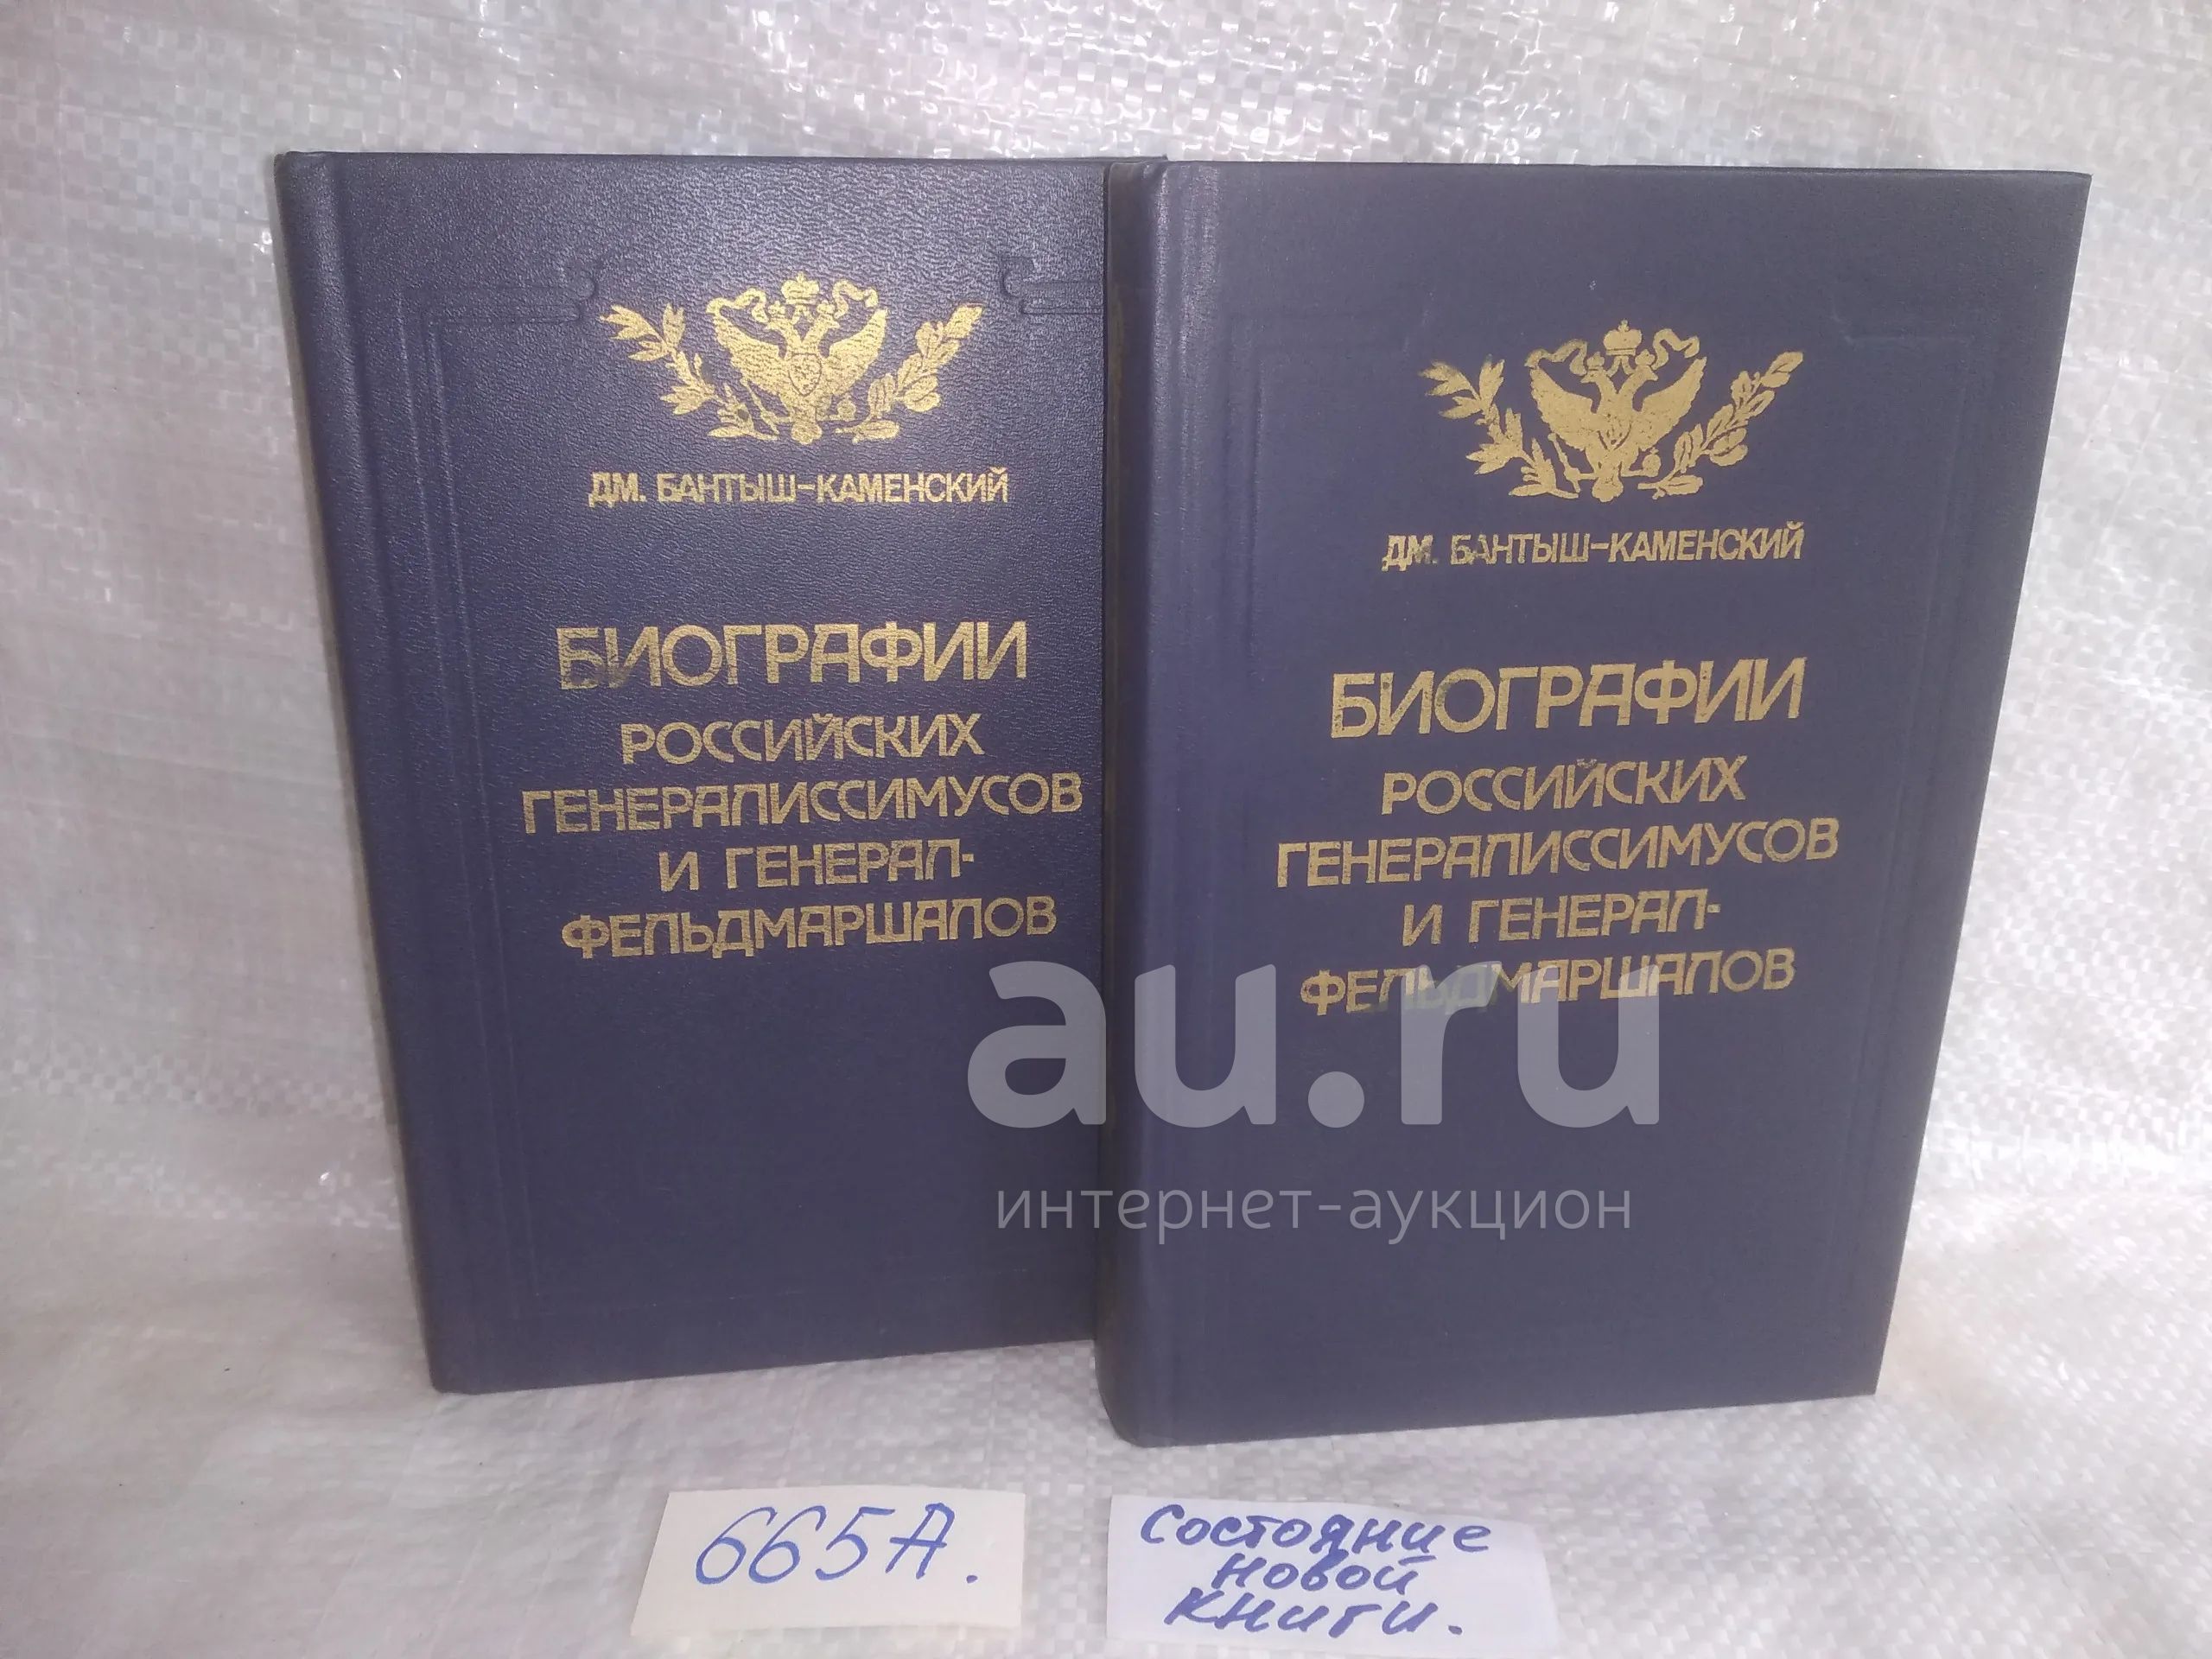 ДМ. БАНТЫШ-КАМЕНСКИЙ
БИОГРАФИИ
РОССИЙСКИХ
ГЕНЕРАЛИССИМУСОВ
И ГЕНЕРАЛ-
ФЕЛЬДМАРШАЛОВ
ДМ. БАНТЫШ-КАМЕНСКИЙ
БИОГРАФИИ
РОССИЙСКИХ
ГЕНЕРАЛИССИМУСОВ
И ГЕНЕРАЛ-
ФЕЛЬДМАРШАЛОВ
au.ru
интернет-аукцион
665А.
Состояние
новой
книги.